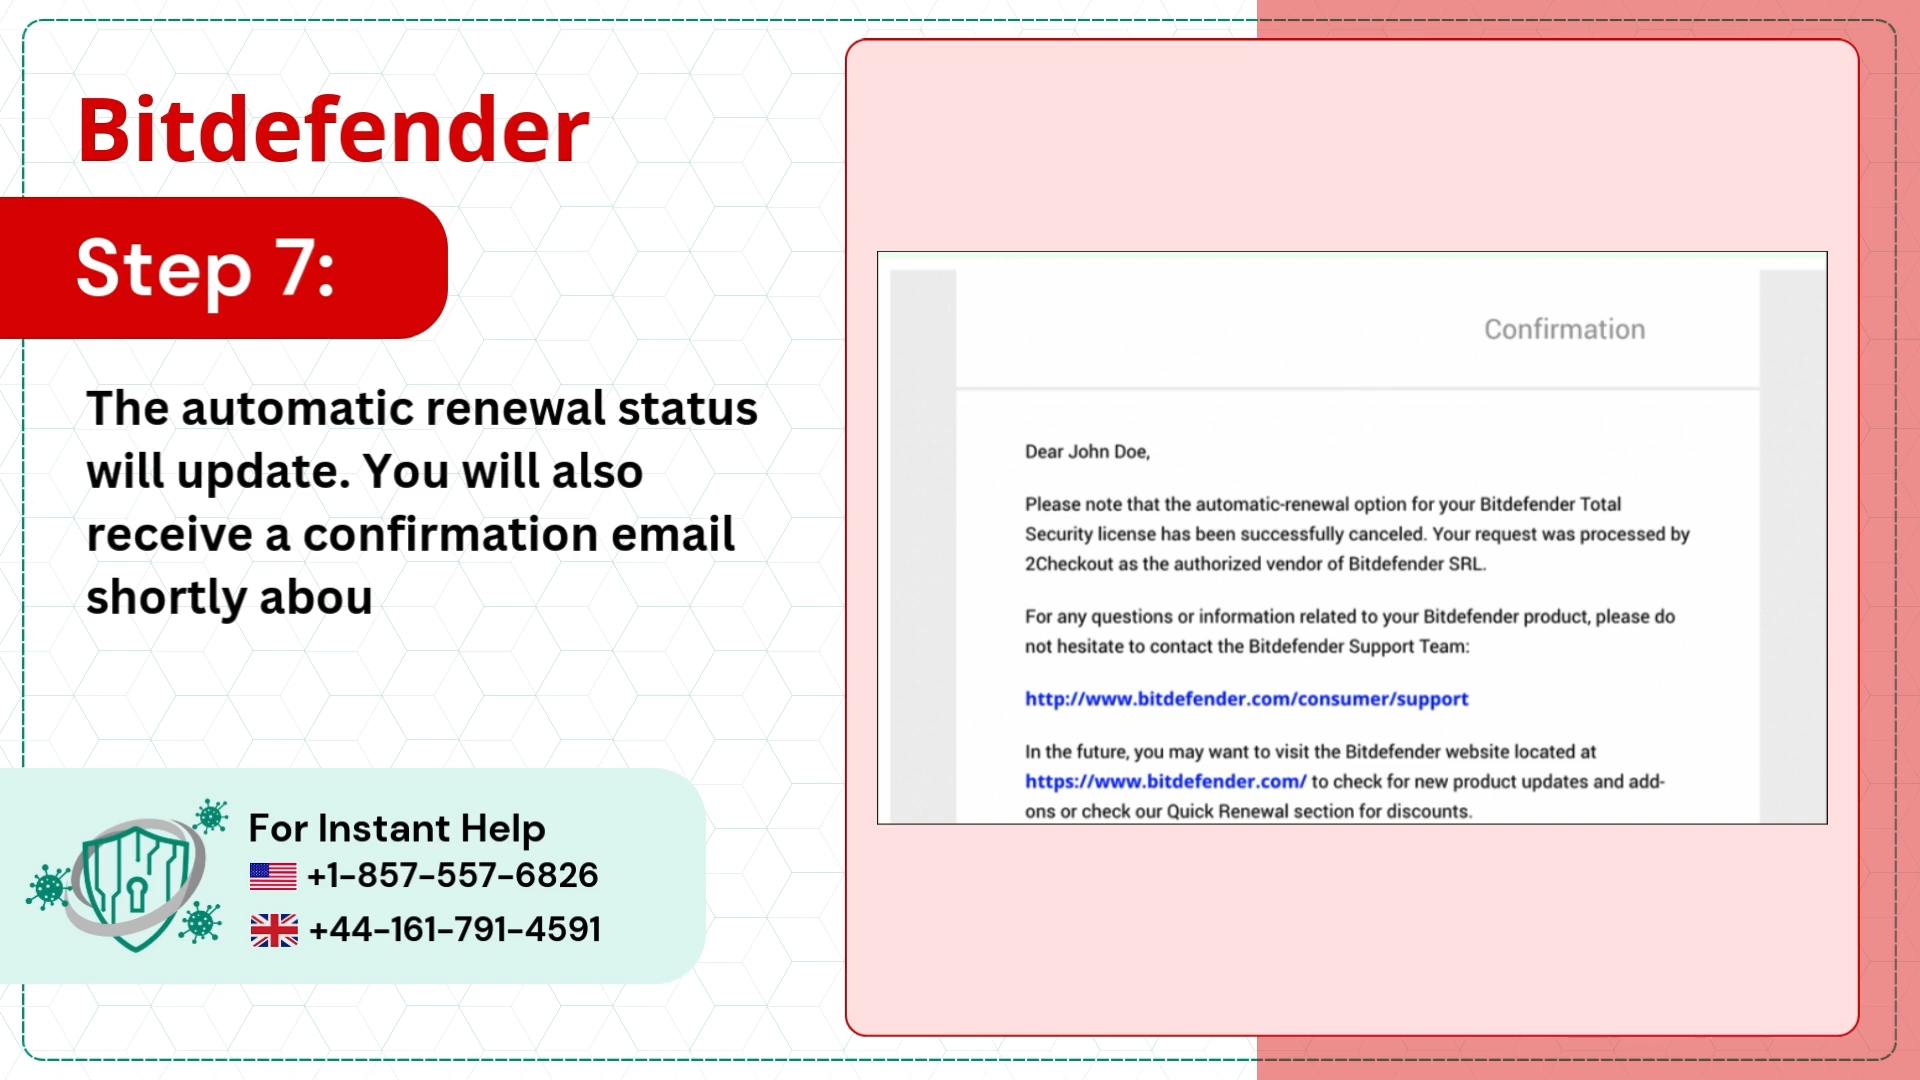 Bitdefender
Step 7:
The automatic renewal status
will update. You will also
receive a confirmation email
shortly abou
For Instant Help
+1-857-557-6826
+44-161-791-4591
Confirmation
Dear John Doe,
Please note that the automatic-renewal option for your Bitdefender Total
Security license has been successfully canceled. Your request was processed by
2Checkout as the authorized vendor of Bitdefender SRL.
For any questions or information related to your Bitdefender product, please do
not hesitate to contact the Bitdefender Support Team:
http://www.bitdefender.com/consumer/support
In the future, you may want to visit the Bitdefender website located at
https://www.bitdefender.com/ to check for new product updates and add-
ons or check our Quick Renewal section for discounts.